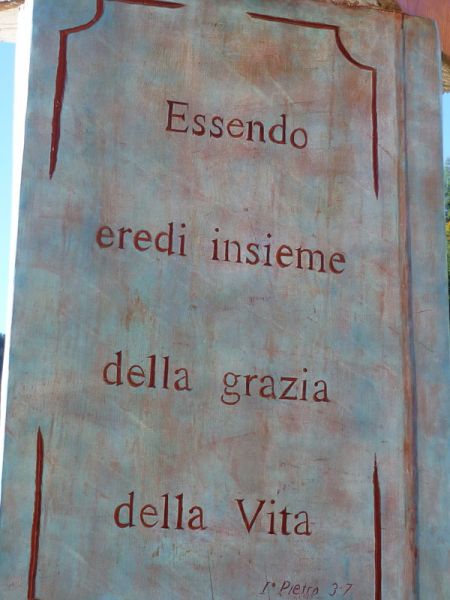 Essendo
eredi insieme
della grazia
della Vita
I° Pietro 3·7